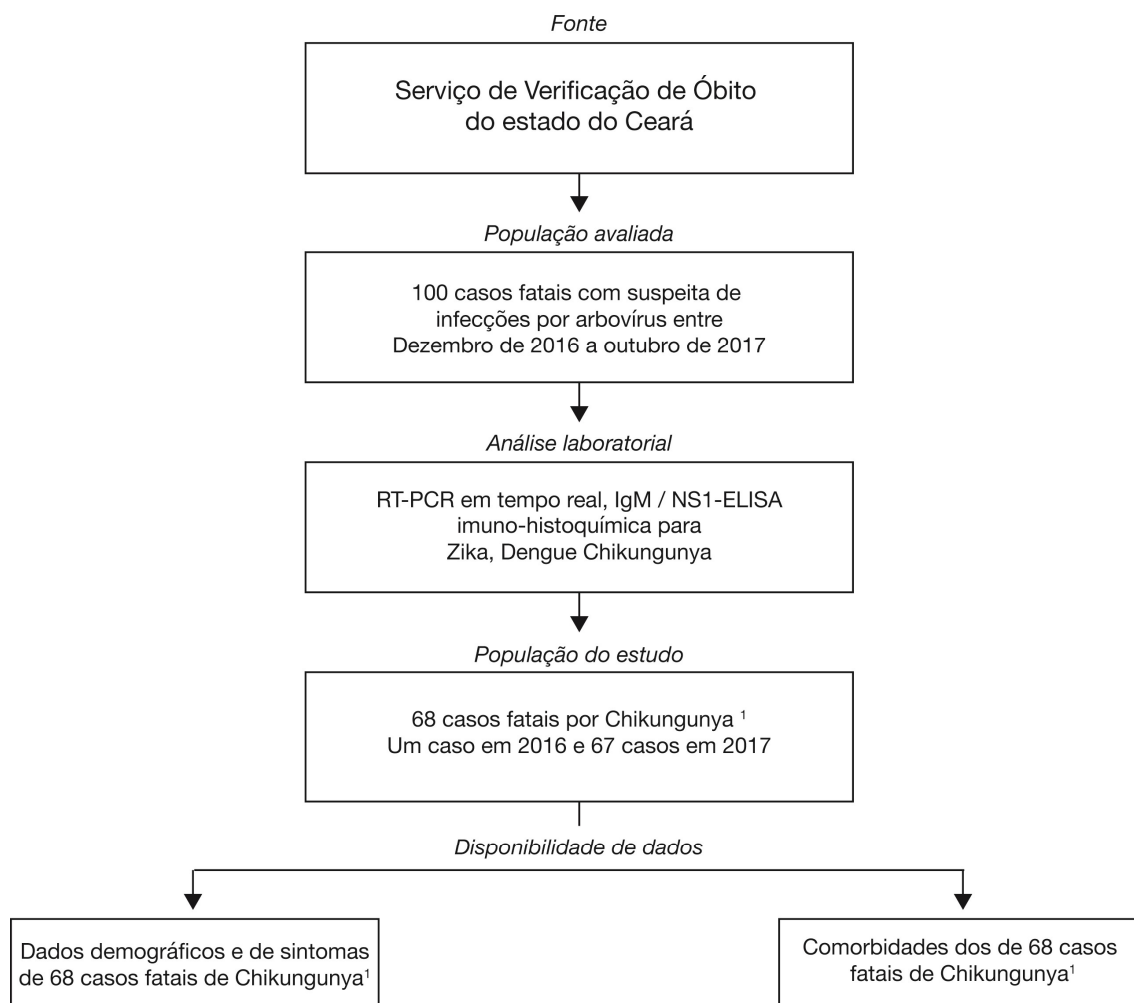 Fonte
Serviço de Verificação de Óbito
do estado do Ceará
População avaliada
100 casos fatais com suspeita de
infecções por arbovírus entre
Dezembro de 2016 a outubro de 2017
Análise laboratorial
RT-PCR em tempo real, IgM / NS1-ELISA
imuno-histoquímica para
Zika, Dengue Chikungunya
População do estudo
68 casos fatais por Chikungunya ¹
Um caso em 2016 e 67 casos em 2017
Disponibilidade de dados
Dados demográficos e de sintomas
de 68 casos fatais de Chikungunya¹
Comorbidades dos de 68 casos
fatais de Chikungunya¹